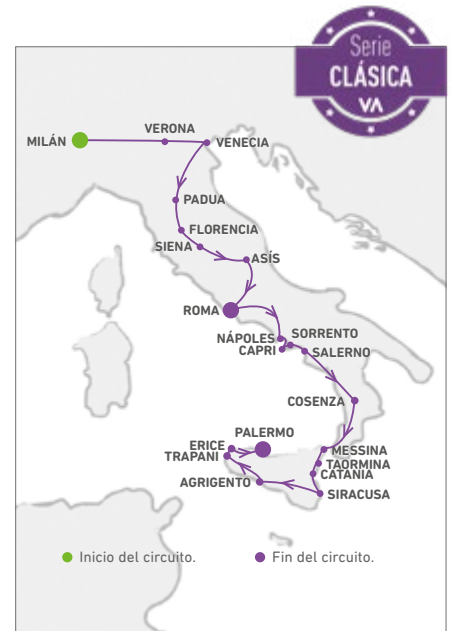 Serie
CLÁSICA
VA
MILÁN
VERONA
VENECIA
PADUA
FLORENCIA
SIENA
ASÍS
ROMA
NÁPOLES
SORRENTO
CAPRI
SALERNO
COSENZA
PALERMO
ERICE
MESSINA
TRAPANI
TAORMINA
CATANIA
AGRIGENTO
SIRACUSA
Inicio del circuito.
Fin del circuito.